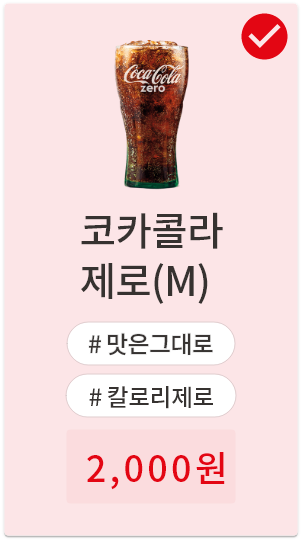 Coca-Cola
zero
코카콜라
제로(M)
# 맛은그대로
# 칼로리제로
2,000원